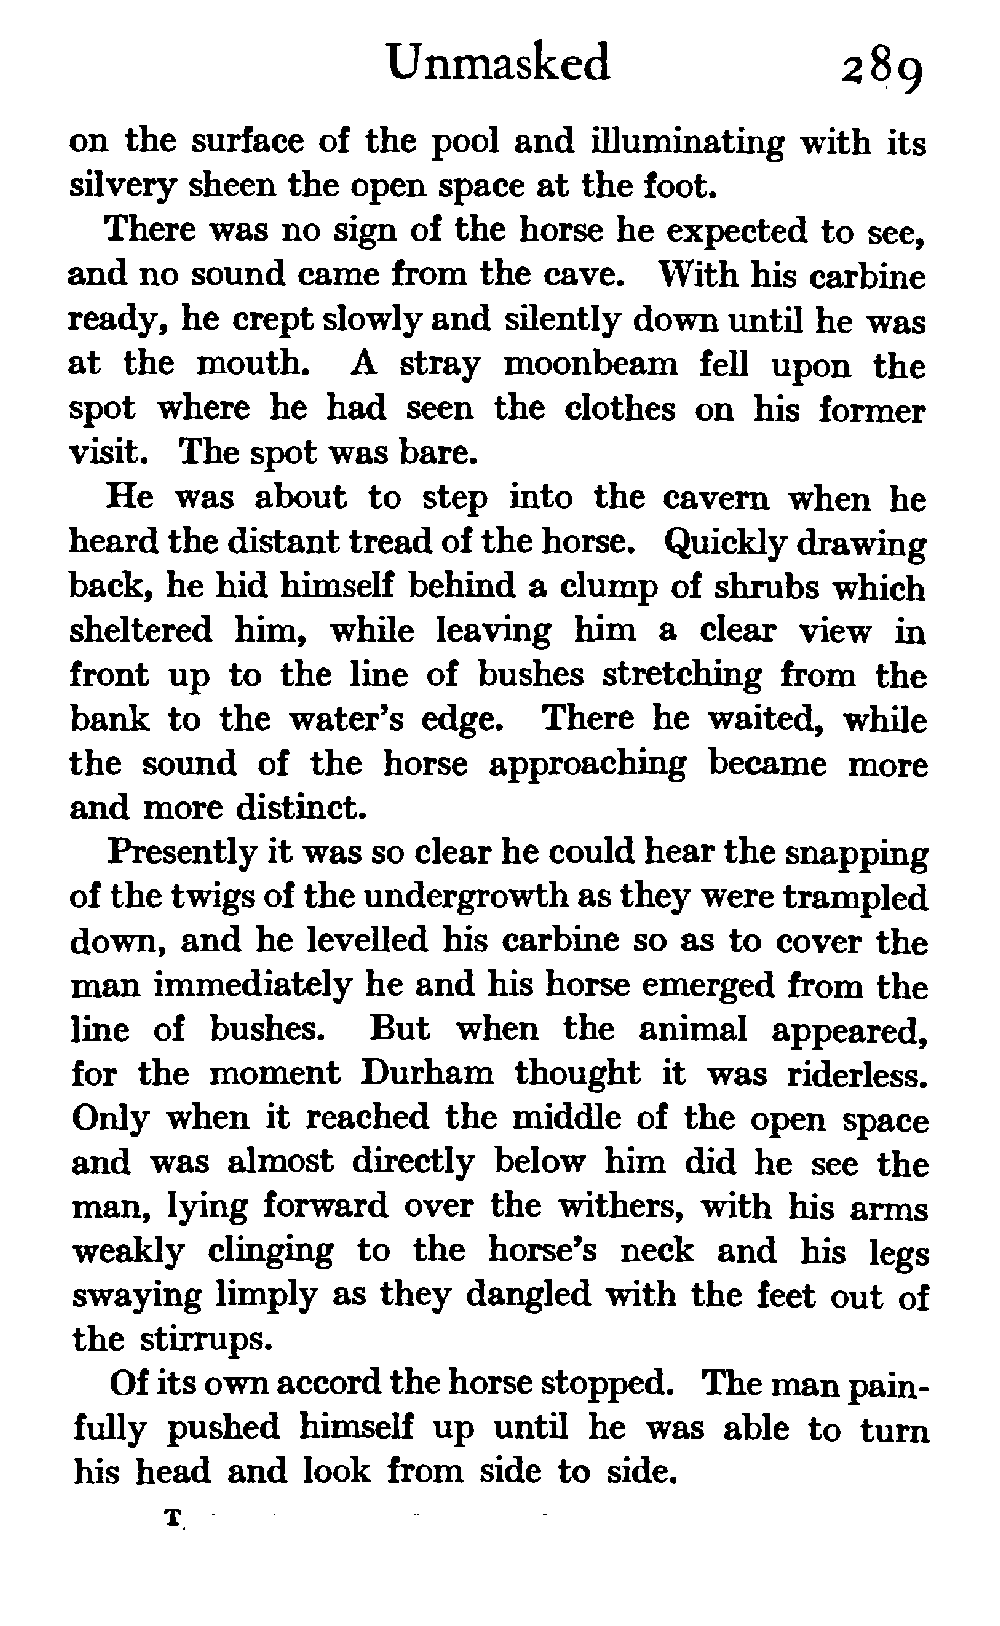 Unmasked 289
on the surface of the pool and illuminating with its
silvery sheen the open space at the foot.
There was no sign of the horse he expected to see,
and no sound came from the cave. With his carbine
ready, he crept slowly and silently down until he was
at the mouth. A stray moonbeam fell upon the
spot where he had seen the clothes on his former
visit. The spot was bare.
He was about to step into the cavern when he
heard the distant tread of the horse. Quickly drawing
back, he hid himself behind a clump of shrubs which
sheltered him, while leaving him a clear view in
front up to the line of bushes stretching from the
bank to the water's edge. There he waited, while
the sound of the horse approaching became more
and more distinct.
Presently it was so clear he could hear the snapping
of the twigs of the undergrowth as they were trampled
down, and he levelled his carbine so as to cover the
man immediately he and his horse emerged from the
line of bushes. But when the animal appeared,
for the moment Durham thought it was riderless.
Only when it reached the middle of the open space
and was almost directly below him did he see the
man, lying forward over the withers, with his arms
weakly clinging to the horse's neck and his legs
swaying limply as they dangled with the feet out of
the stirrups.
Of its own accord the horse stopped. The man pain-
fully pushed himself up until he was able to turn
his head and look from side to side.
T